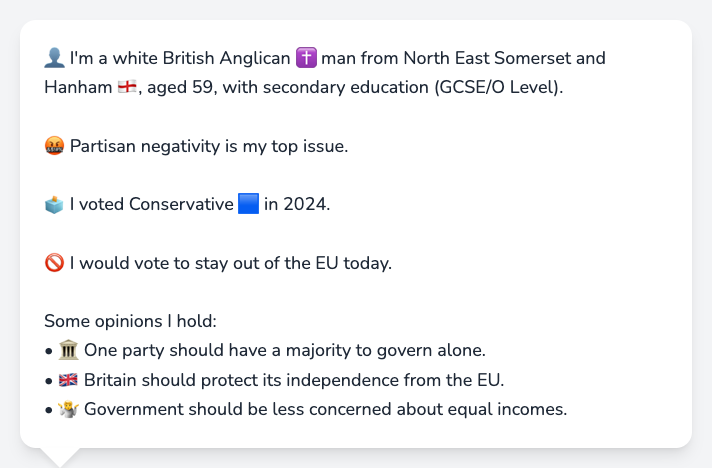 👤 I'm a white British Anglican ✝️ man from North East Somerset and
Hanham 🏴󠁧󠁢󠁥󠁮󠁧󠁿, aged 59, with secondary education (GCSE/O Level).
🤬 Partisan negativity is my top issue.
🗳️ I voted Conservative 🟦 in 2024.
🚫 I would vote to stay out of the EU today.
Some opinions I hold:
• 🏛️ One party should have a majority to govern alone.
• 🇬🇧 Britain should protect its independence from the EU.
• 🤷 Government should be less concerned about equal incomes.